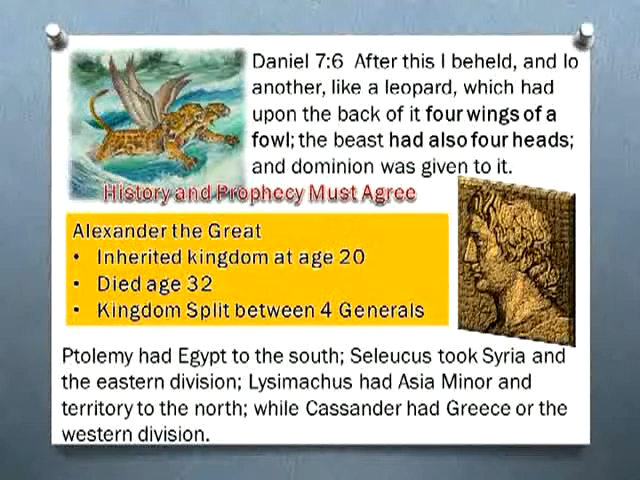 Daniel 7:6 After this I beheld, and lo
another, like a leopard, which had
upon the back of it four wings of a
fowl; the beast had also four heads;
and dominion was given to it.
History and Prophecy Must Agree
Alexander the Great
• Inherited kingdom at age 20
• Died age 32
• Kingdom Split between 4 Generals
Ptolemy had Egypt to the south; Seleucus took Syria and
the eastern division; Lysimachus had Asia Minor and
territory to the north; while Cassander had Greece or the
western division.